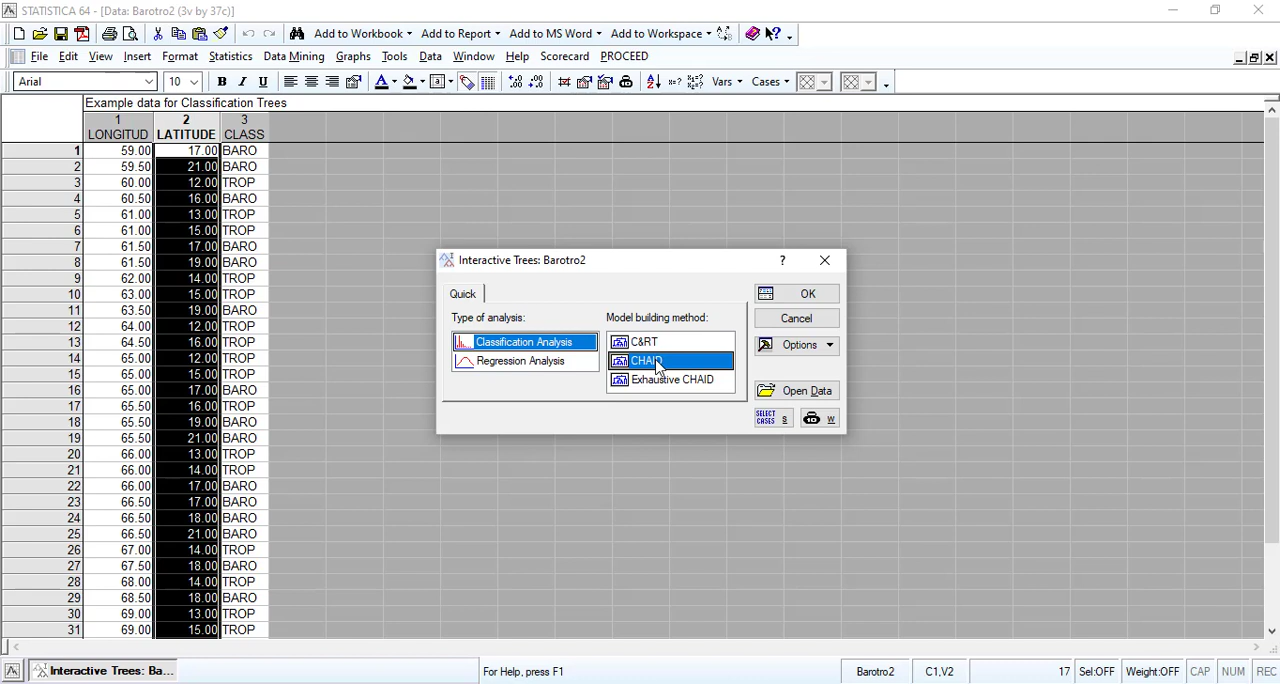 STATISTICA 64 - [Data: Barotro2 (3v by 37c)]
Add to Workbook Add to Report Add to MS Word Add to Workspace
File Edit View Insert Format Statistics Data Mining Graphs Tools Data Window Help Scorecard PROCEED
Arial 10 B I U A Vars Cases
Example data for Classification Trees
1 2 3
LONGITUD LATITUDE CLASS
1 59.00 17.00 BARO
2 59.50 21.00 BARO
3 60.00 12.00 TROP
4 60.50 16.00 BARO
5 61.00 13.00 TROP
6 61.00 15.00 TROP
7 61.50 17.00 BARO
8 61.50 19.00 BARO
9 62.00 14.00 TROP
10 63.00 15.00 TROP
11 63.50 19.00 BARO
12 64.00 12.00 TROP
13 64.50 16.00 TROP
14 65.00 12.00 TROP
15 65.00 15.00 TROP
16 65.00 17.00 BARO
17 65.50 16.00 TROP
18 65.50 19.00 BARO
19 65.50 21.00 BARO
20 66.00 13.00 TROP
21 66.00 14.00 TROP
22 66.00 17.00 BARO
23 66.50 17.00 BARO
24 66.50 18.00 BARO
25 66.50 21.00 BARO
26 67.00 14.00 TROP
27 67.50 18.00 BARO
28 68.00 14.00 TROP
29 68.50 18.00 BARO
30 69.00 13.00 TROP
31 69.00 15.00 TROP
Interactive Trees: Barotro2 ?
Quick
Type of analysis:
Classification Analysis
Regression Analysis
Model building method:
C&RT
CHAID
Exhaustive CHAID
OK
Cancel
Options
Open Data
SELECT CASES S W
Interactive Trees: Ba...
For Help, press F1
Barotro2 C1,V2 17 Sel:OFF Weight:OFF CAP NUM REC